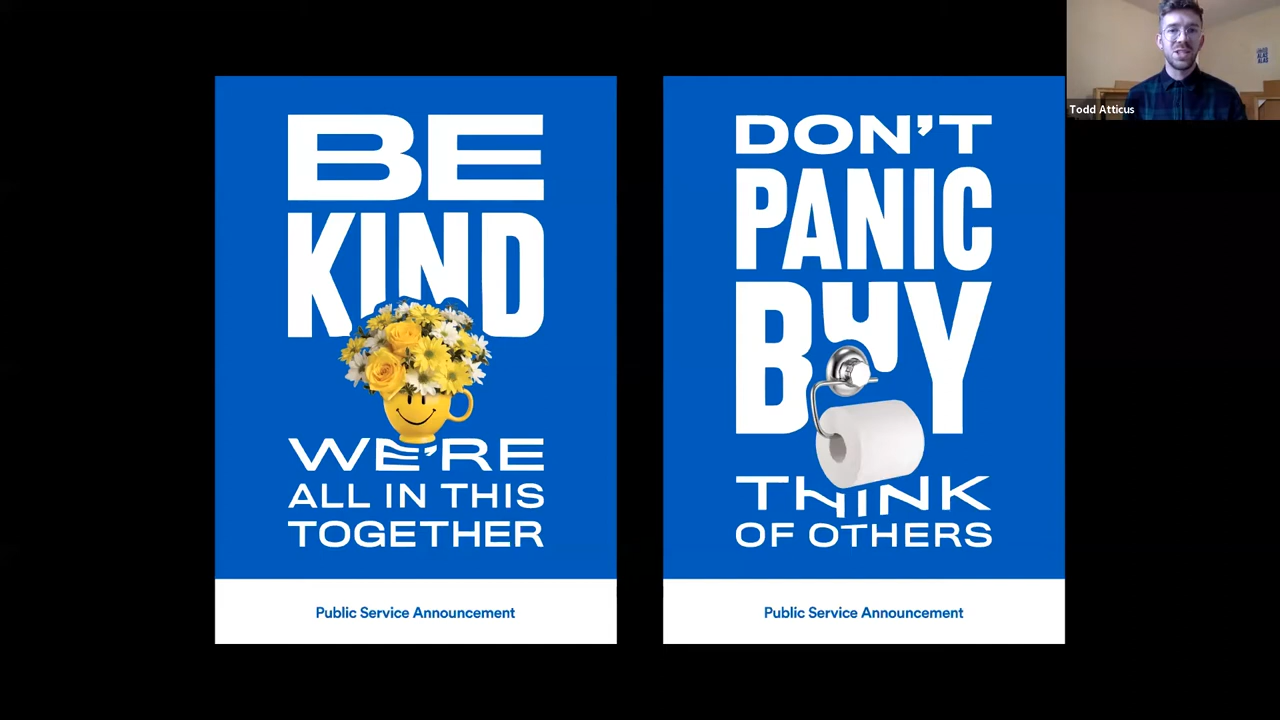 BE
KIND
WE'RE
ALL IN THIS
TOGETHER
Public Service Announcement
DON'T
PANIC
BUY
THINK
OF OTHERS
Public Service Announcement
Todd Atticus